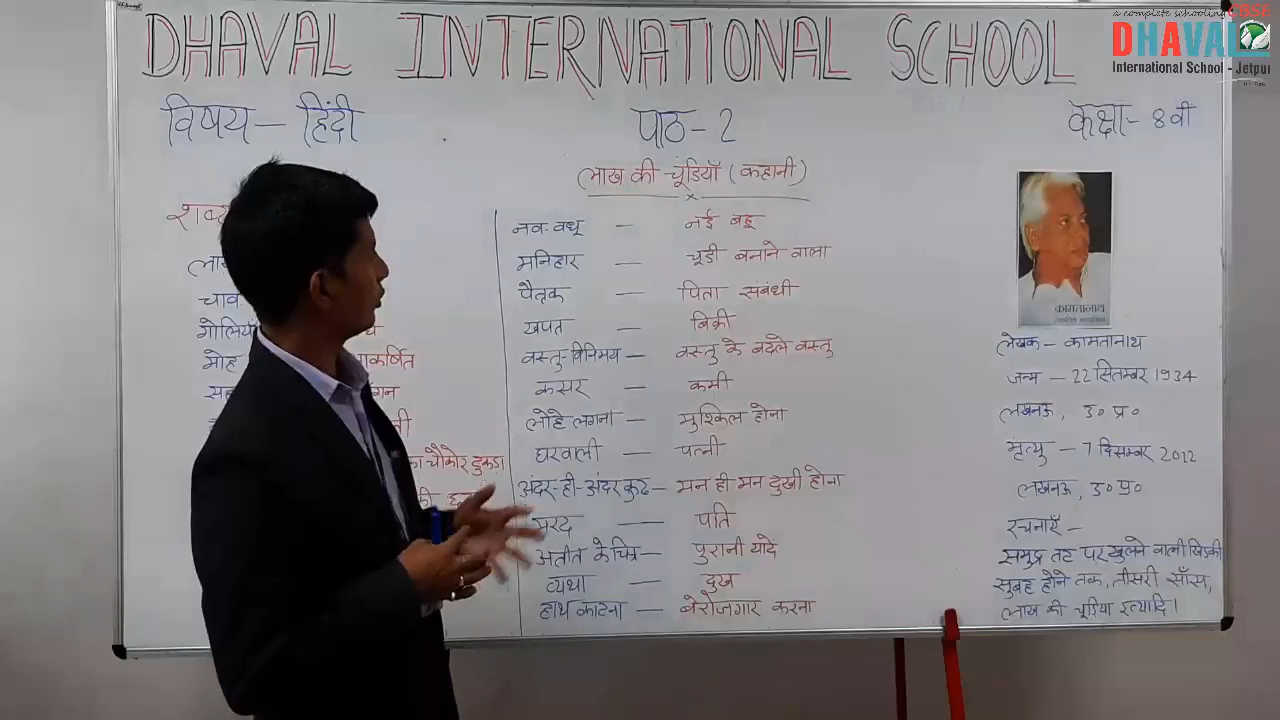 DHAVAL INTERNATIONAL SCHOOL
a complete schooling CBSE
DHAVAL
International School - Jetpur
विषय – हिंदी
पाठ - 2
कक्षा - 8वी
लाख की चूडियाँ (कहानी)
नव-वधू — नई बहू
मनिहार — चूडी बनाने वाला
पैतृक — पिता संबंधी
खपत — बिक्री
वस्तु-विनिमय — वस्तु के बदले वस्तु
कसर — कमी
लोहे लगना — मुश्किल होना
घरवाली — पत्नी
अंदर-ही-अंदर कुढ — मन ही मन दुखी होना
मरद — पति
अतीत के चित्र — पुरानी यादें
व्यथा — दुख
हाथ काटना — बेरोजगार करना
चाव
मोह
आकर्षित
का चौकोर टुकड़ा
की
कामतानाथ
लेखक - कामतानाथ
जन्म - 22 सितम्बर 1934
लखनऊ, उ० प्र०
मृत्यु - 7 दिसम्बर 2012
लखनऊ, उ० प्र०
रचनाएँ -
समुद्र तट पर खुलने वाली खिड़की
सुबह होने तक, तीसरी साँस,
लाख की चूड़िया इत्यादि।